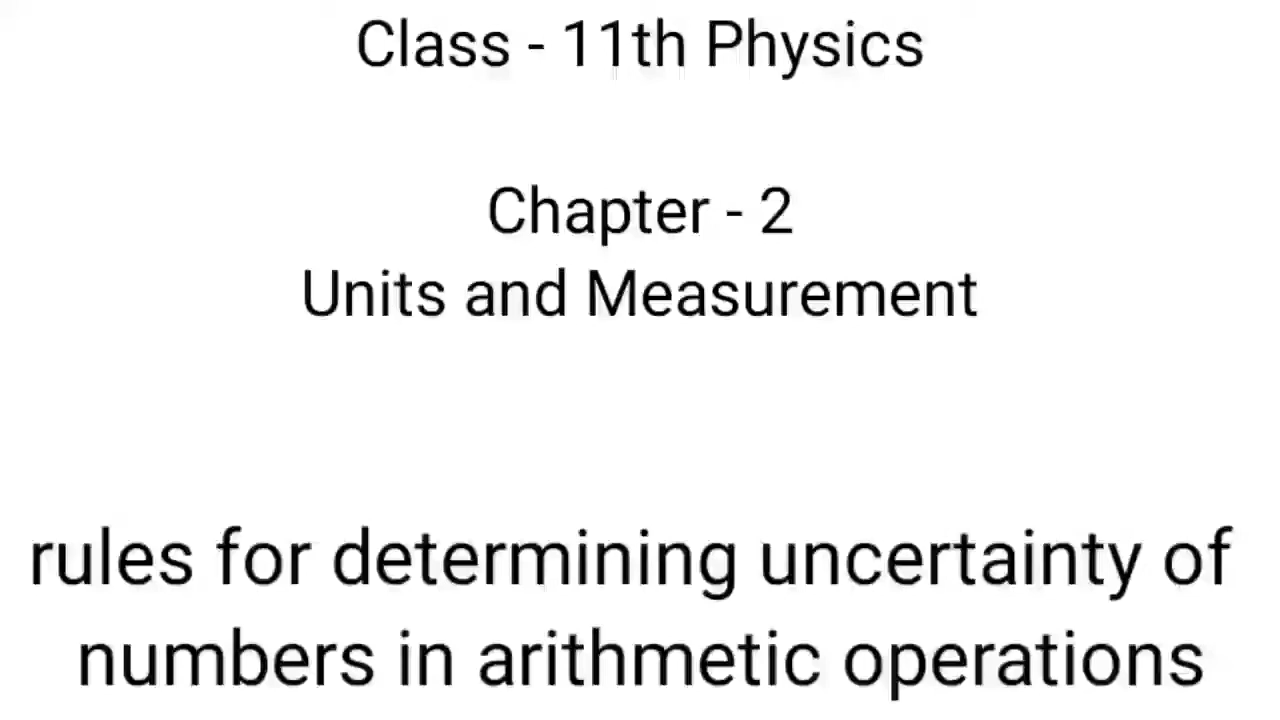 Class - 11th Physics
Chapter - 2
Units and Measurement
rules for determining uncertainty of
numbers in arithmetic operations